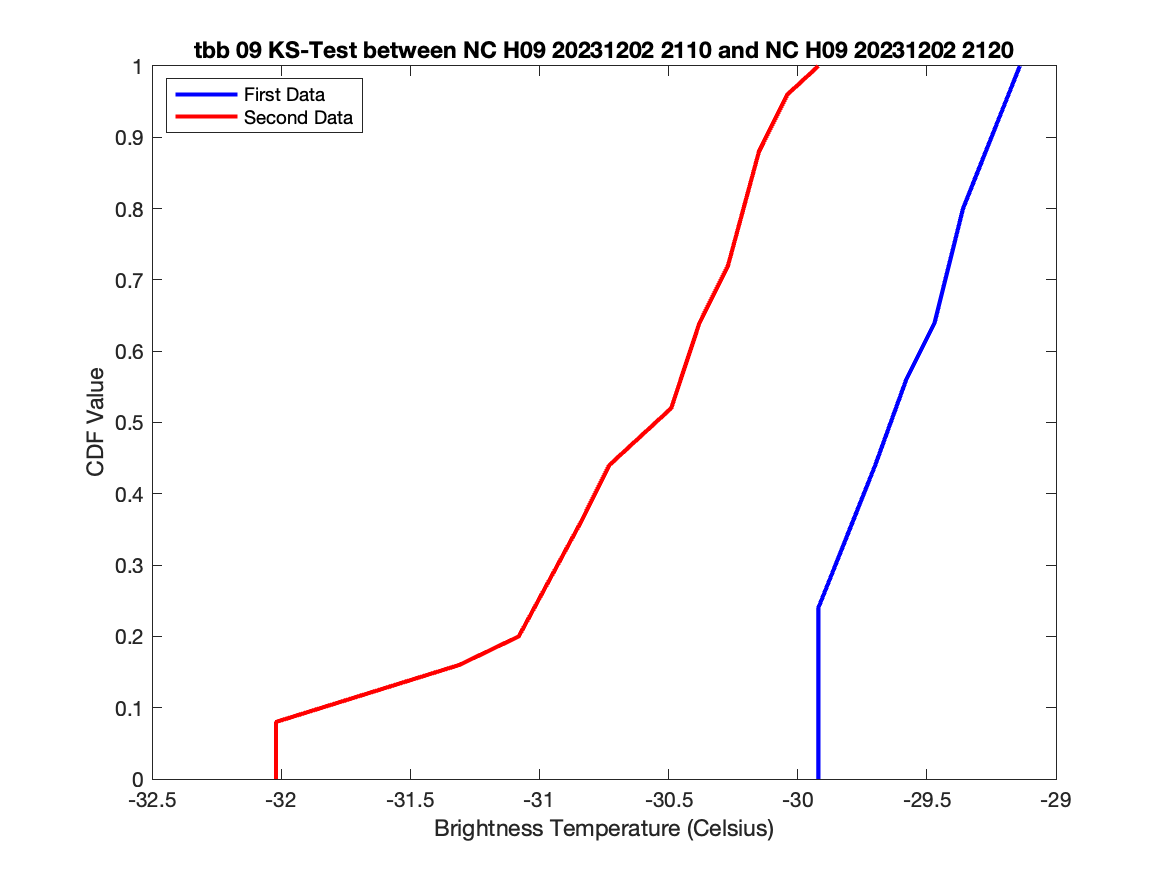 tbb 09 KS-Test between NC H09 20231202 2110 and NC H09 20231202 2120
First Data
Second Data
1
0.9
0.8
0.7
0.6
0.5
0.4
0.3
0.2
0.1
0
CDF Value
-32.5 -32 -31.5 -31 -30.5 -30 -29.5 -29
Brightness Temperature (Celsius)